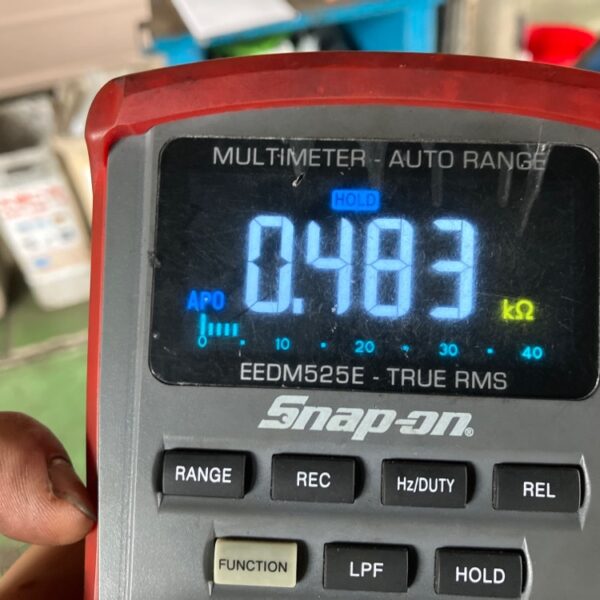 MULTIMETER - AUTO RANGE
HOLD
0.483
APO
kΩ
0 10 20 30 40
EEDM525E - TRUE RMS
Snap-on®
RANGE REC Hz/DUTY REL
FUNCTION LPF HOLD